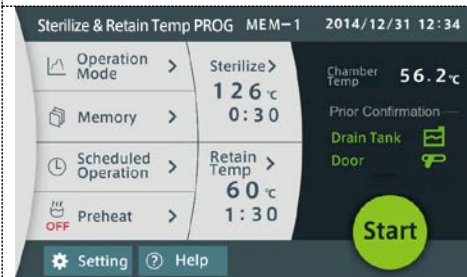 Sterilize & Retain Temp PROG MEM-1 2014/12/31 12:34
Operation
Mode >
Memory >
Scheduled
Operation >
OFF Preheat >
Sterilize>
126℃
0:30
Retain
Temp >
60℃
1:30
Chamber
Temp 56.2℃
Prior Confirmation
Drain Tank
Door
Start
Setting ? Help